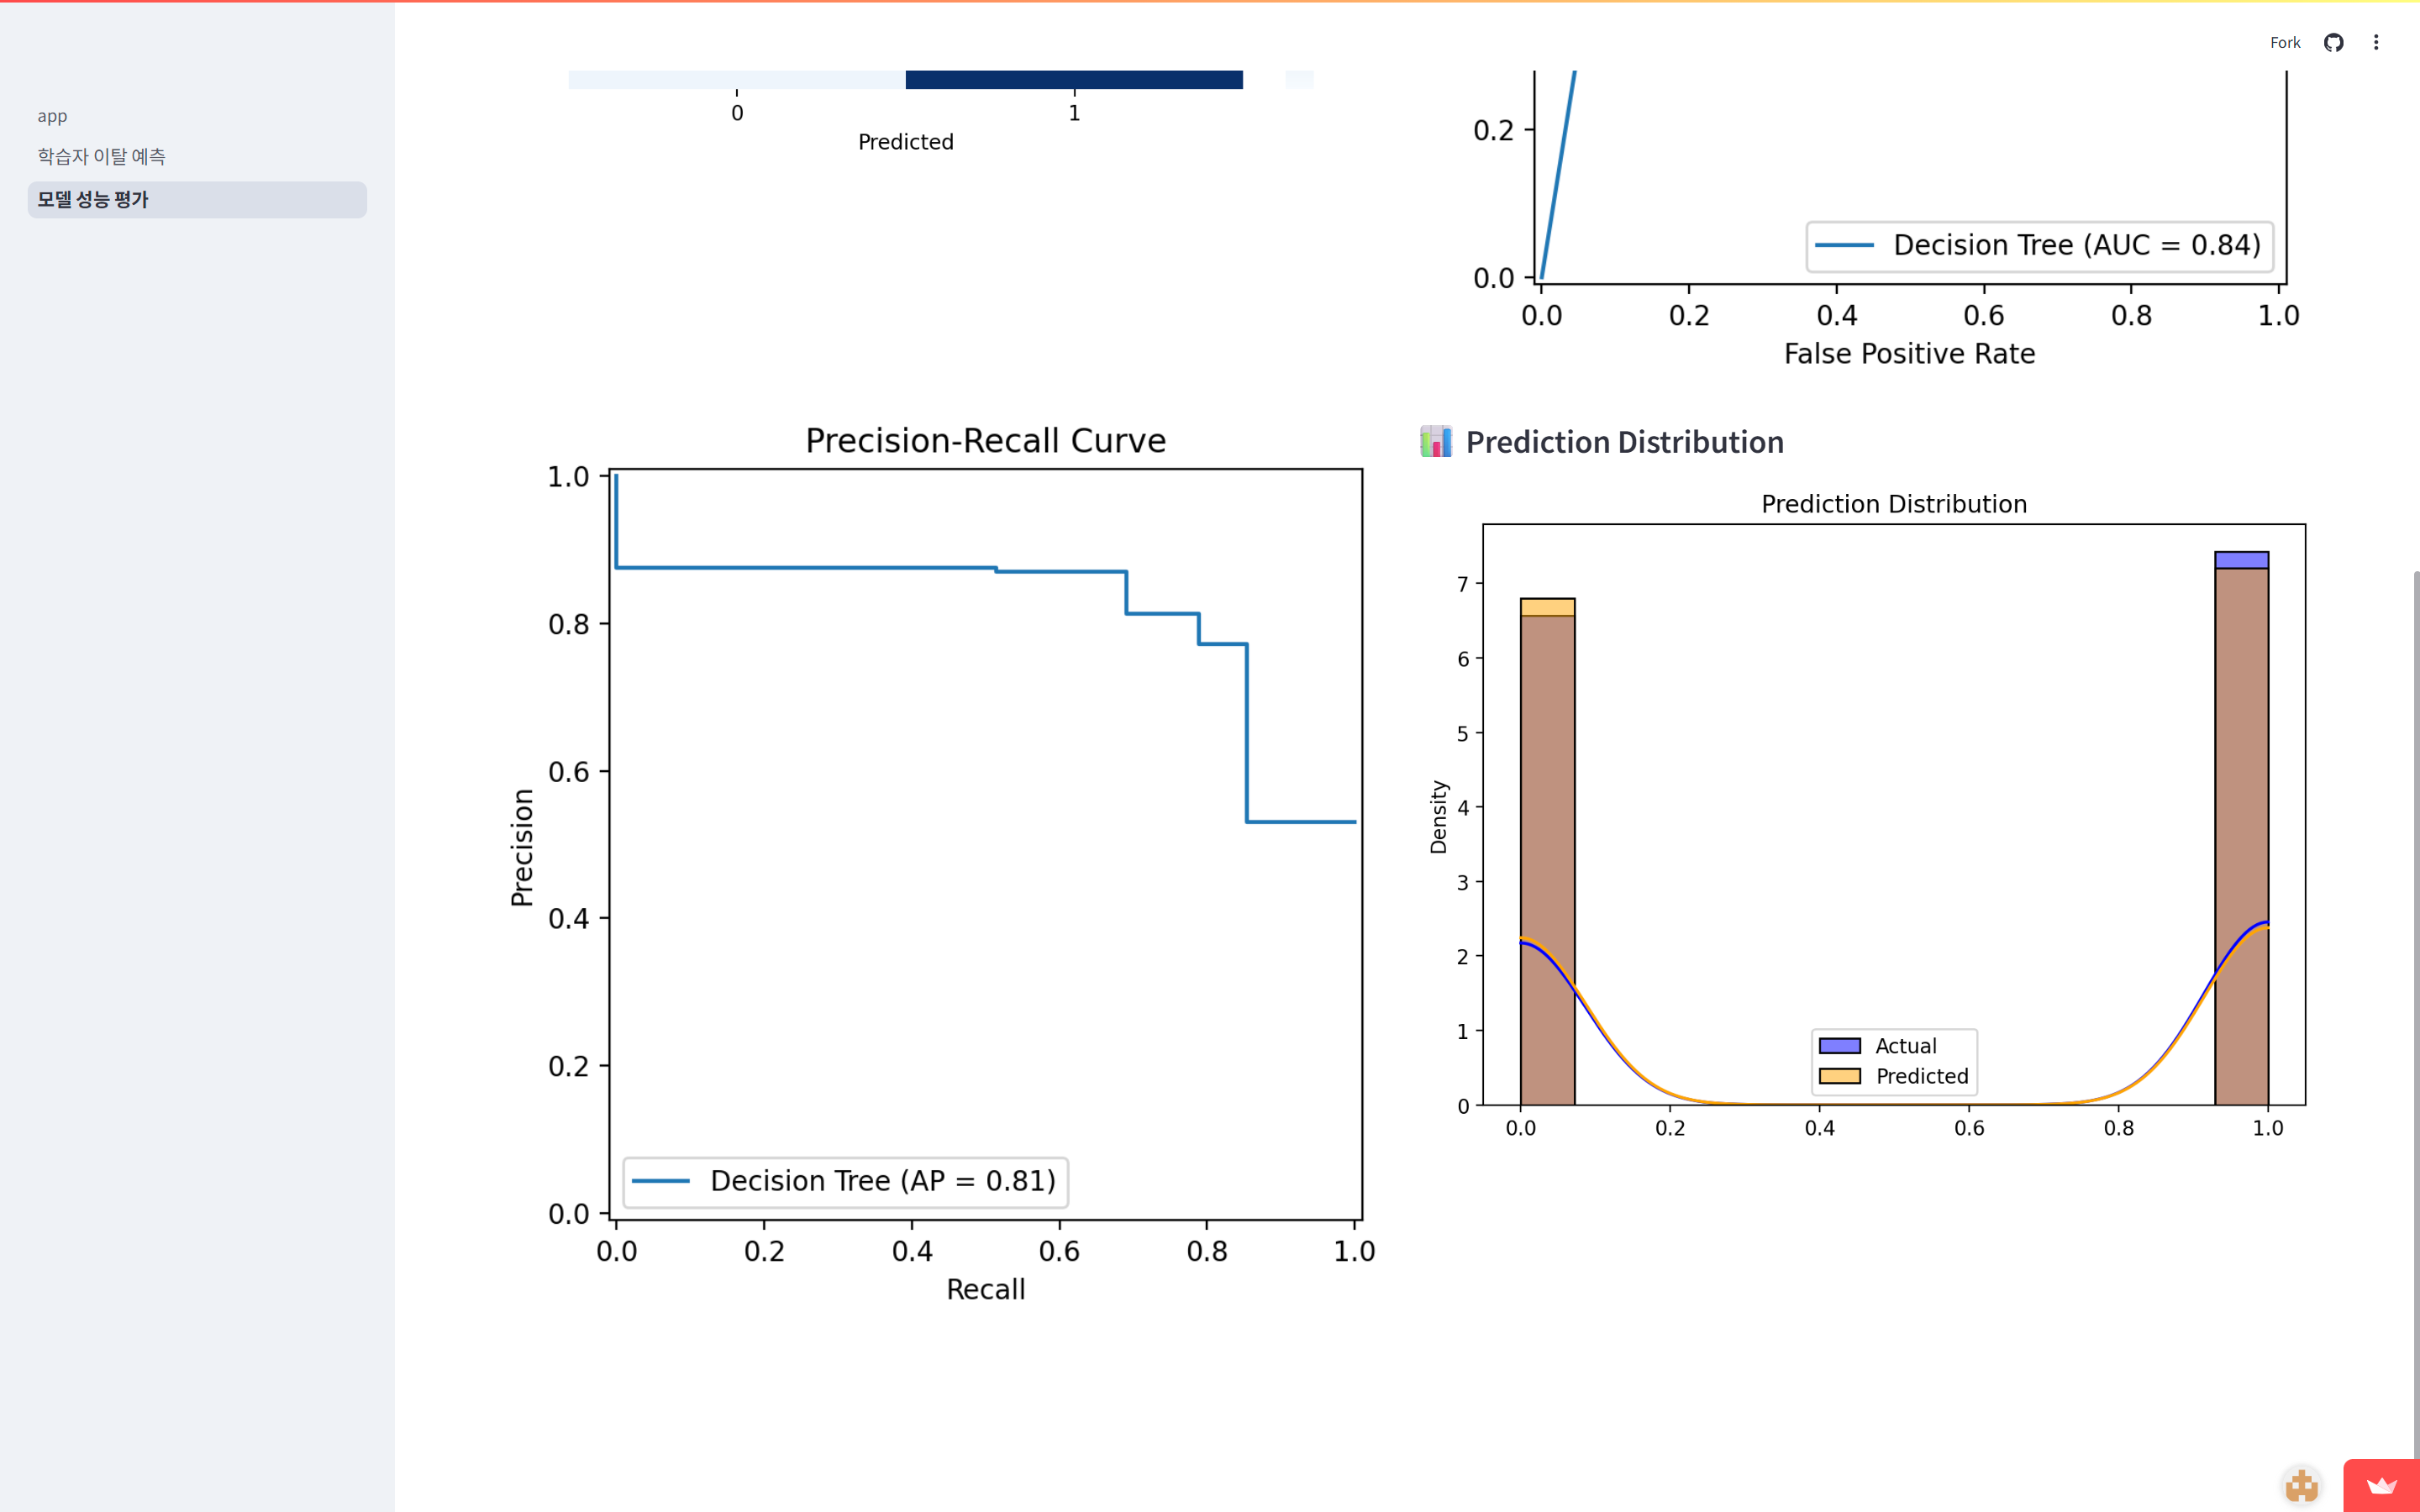 Fork
app
학습자 이탈 예측
모델 성능 평가
0 1
Predicted
0.2
0.0
Decision Tree (AUC = 0.84)
0.0 0.2 0.4 0.6 0.8 1.0
False Positive Rate
Precision-Recall Curve
1.0
0.8
0.6
0.4
0.2
0.0
Precision
Decision Tree (AP = 0.81)
0.0 0.2 0.4 0.6 0.8 1.0
Recall
Prediction Distribution
Prediction Distribution
7
6
5
4
3
2
1
0
Density
Actual
Predicted
0.0 0.2 0.4 0.6 0.8 1.0